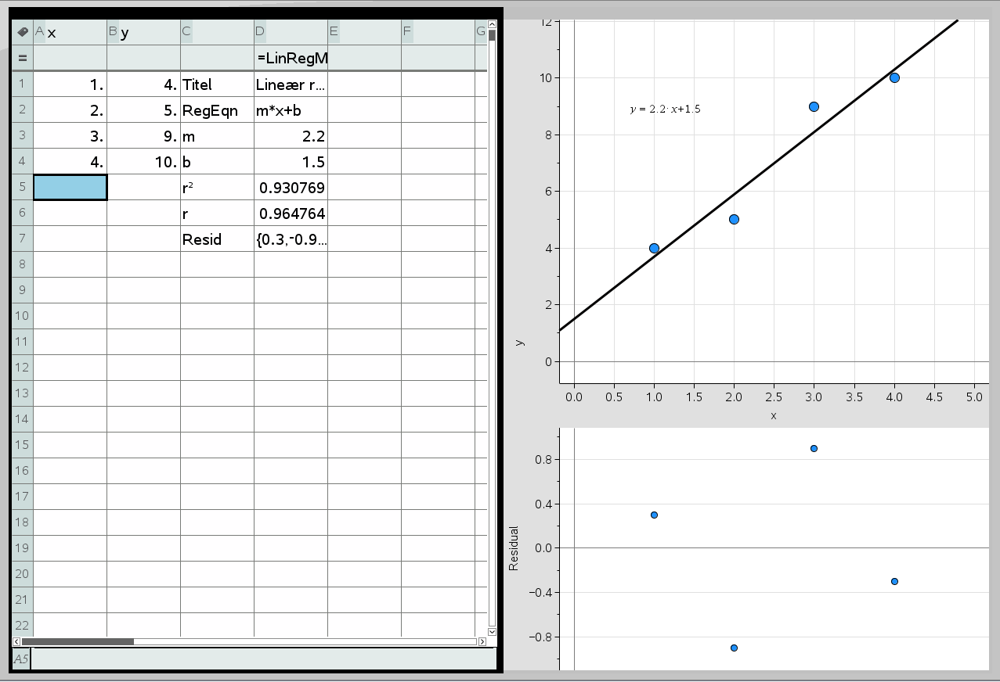 A x B y C D E F G
= =LinRegM
1 1. 4. Titel Lineær r...
2 2. 5. RegEqn m*x+b
3 3. 9. m 2.2
4 4. 10. b 1.5
5 r² 0.930769
6 r 0.964764
7 Resid {0.3,⁻0.9...
8
9
10
11
12
13
14
15
16
17
18
19
20
21
22
A5
12
10
8
6
4
2
0
y = 2.2· x+1.5
y
0.0 0.5 1.0 1.5 2.0 2.5 3.0 3.5 4.0 4.5 5.0
x
0.8
0.4
0.0
−0.4
−0.8
Residual